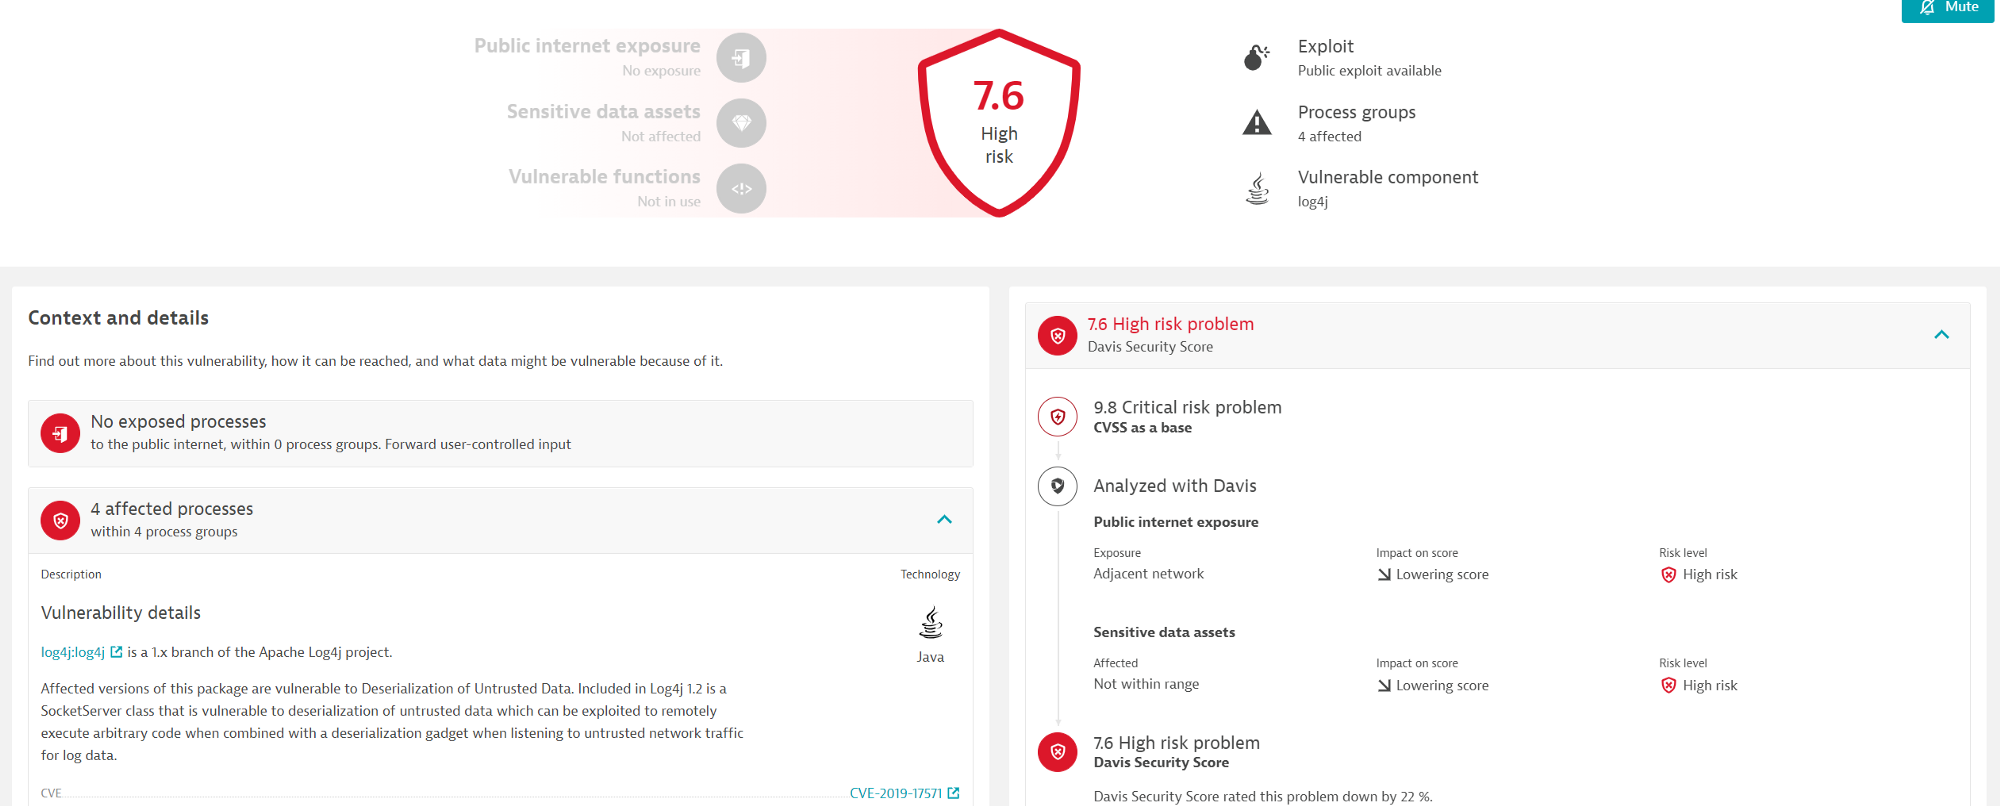 Mute
Public internet exposure
No exposure
Sensitive data assets
Not affected
Vulnerable functions
Not in use
7.6
High
risk
Exploit
Public exploit available
Process groups
4 affected
Vulnerable component
log4j
Context and details
Find out more about this vulnerability, how it can be reached, and what data might be vulnerable because of it.
No exposed processes
to the public internet, within 0 process groups. Forward user-controlled input
4 affected processes
within 4 process groups
Description Technology
Vulnerability details
log4j:log4j is a 1.x branch of the Apache Log4j project.
Java
Affected versions of this package are vulnerable to Deserialization of Untrusted Data. Included in Log4j 1.2 is a
SocketServer class that is vulnerable to deserialization of untrusted data which can be exploited to remotely
execute arbitrary code when combined with a deserialization gadget when listening to untrusted network traffic
for log data.
CVE CVE-2019-17571
7.6 High risk problem
Davis Security Score
9.8 Critical risk problem
CVSS as a base
Analyzed with Davis
Public internet exposure
Exposure Impact on score Risk level
Adjacent network Lowering score High risk
Sensitive data assets
Affected Impact on score Risk level
Not within range Lowering score High risk
7.6 High risk problem
Davis Security Score
Davis Security Score rated this problem down by 22 %.